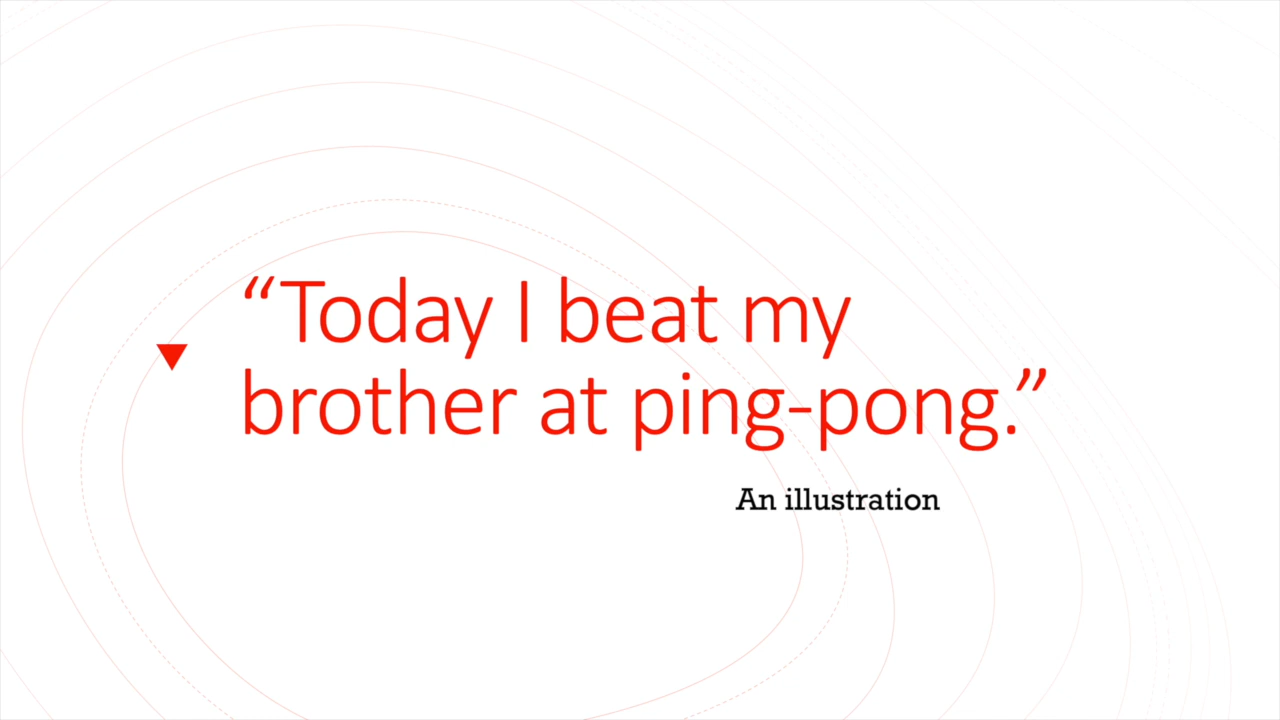 “Today I beat my
brother at ping-pong.”
An illustration